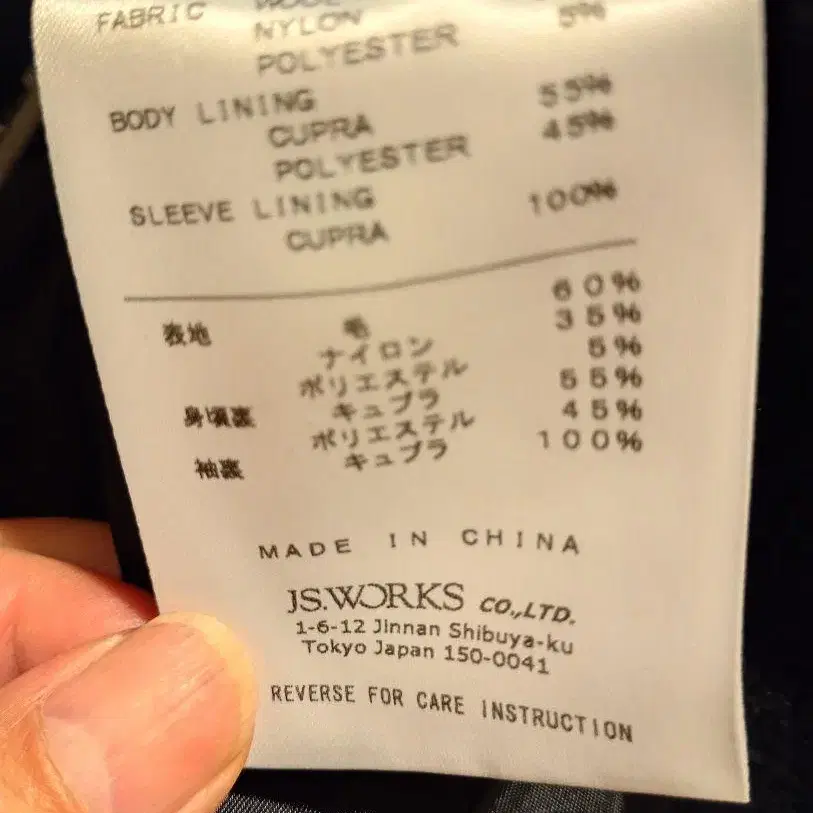 FABRIC WOOL
NYLON 5%
POLYESTER
BODY LINING 55%
CUPRA 45%
POLYESTER
SLEEVE LINING 100%
CUPRA
表地 毛 60%
ナイロン 35%
ポリエステル 5%
身頃裏 キュプラ 55%
ポリエステル 45%
袖裏 キュプラ 100%
MADE IN CHINA
JS.WORKS CO.,LTD.
1-6-12 Jinnan Shibuya-ku
Tokyo Japan 150-0041
REVERSE FOR CARE INSTRUCTION